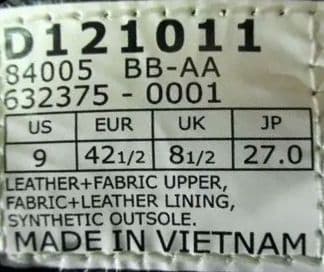 D121011
84005 BB-AA
632375 - 0001
US EUR UK JP
9 42 1/2 8 1/2 27.0
LEATHER+FABRIC UPPER,
FABRIC+LEATHER LINING,
SYNTHETIC OUTSOLE.
MADE IN VIETNAM